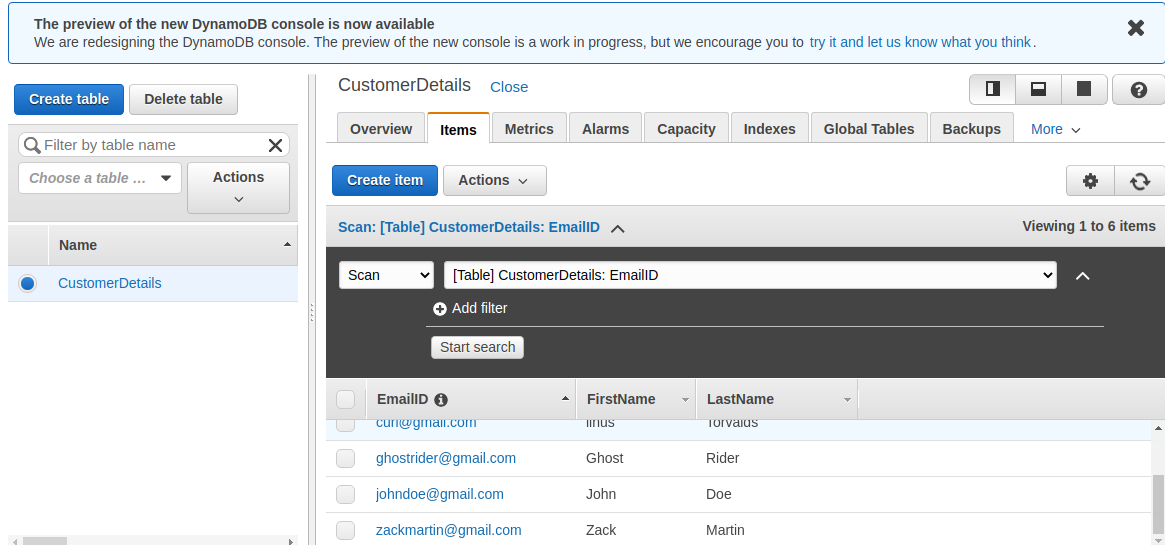 The preview of the new DynamoDB console is now available
We are redesigning the DynamoDB console. The preview of the new console is a work in progress, but we encourage you to try it and let us know what you think.
Create table Delete table
Filter by table name
Choose a table ...
Actions
Name
CustomerDetails
CustomerDetails Close
Overview Items Metrics Alarms Capacity Indexes Global Tables Backups More
Create item Actions
Scan: [Table] CustomerDetails: EmailID Viewing 1 to 6 items
Scan [Table] CustomerDetails: EmailID
Add filter
Start search
EmailID FirstName LastName
curl@gmail.com linus Torvalds
ghostrider@gmail.com Ghost Rider
johndoe@gmail.com John Doe
zackmartin@gmail.com Zack Martin